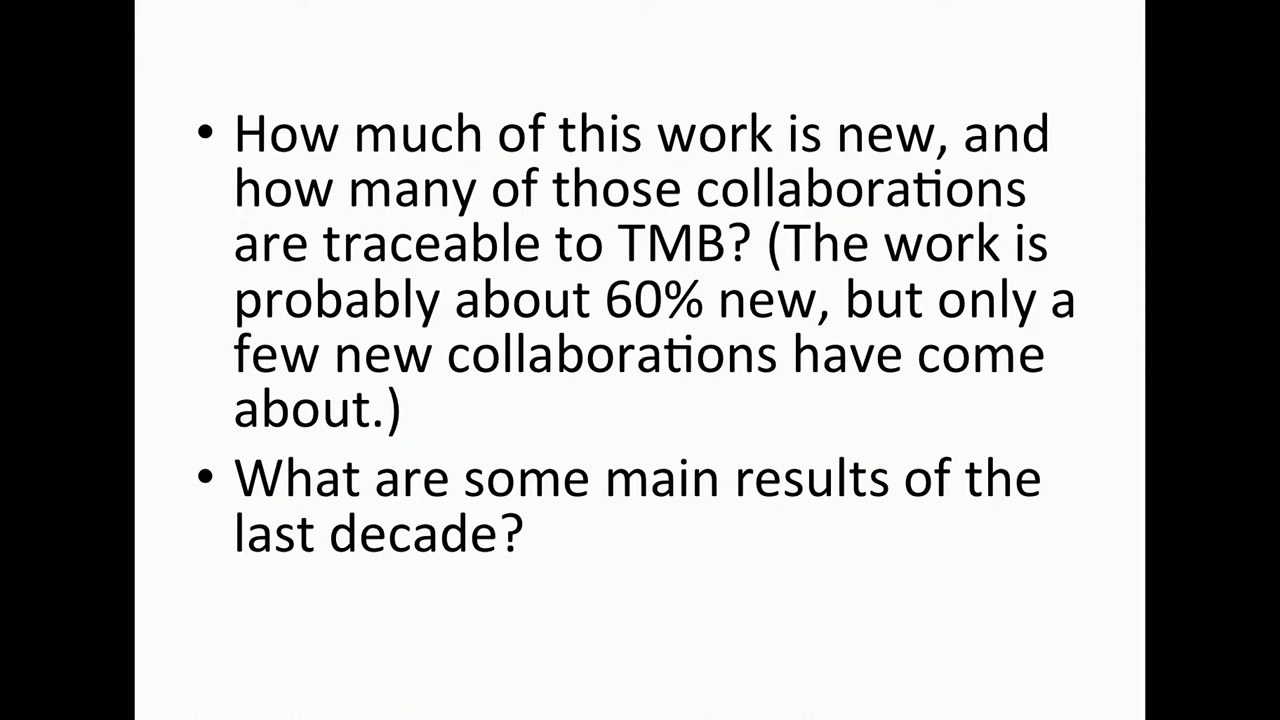 • How much of this work is new, and
how many of those collaborations
are traceable to TMB? (The work is
probably about 60% new, but only a
few new collaborations have come
about.)
• What are some main results of the
last decade?